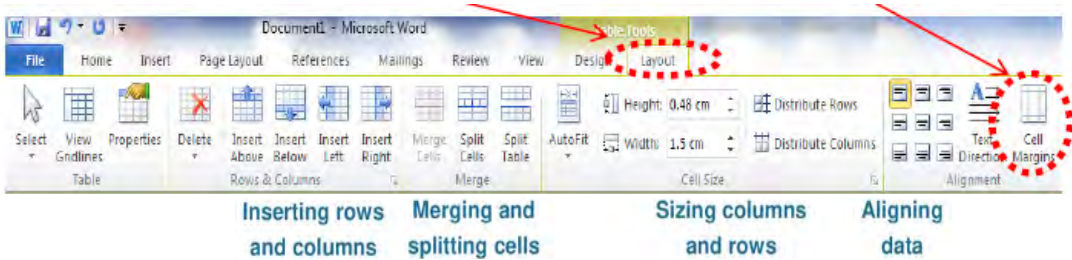 Document1 - Microsoft Word
Table Tools
File Home Insert Page Layout References Mailings Review View Design Layout
Select View Gridlines Properties Delete Insert Above Insert Below Insert Left Insert Right Merge Cells Split Cells Split Table AutoFit Height: 0.48 cm Distribute Rows
Width: 1.5 cm Distribute Columns Text Direction Cell Margins
Table Rows & Columns Merge Cell Size Alignment
Inserting rows and columns
Merging and splitting cells
Sizing columns and rows
Aligning data